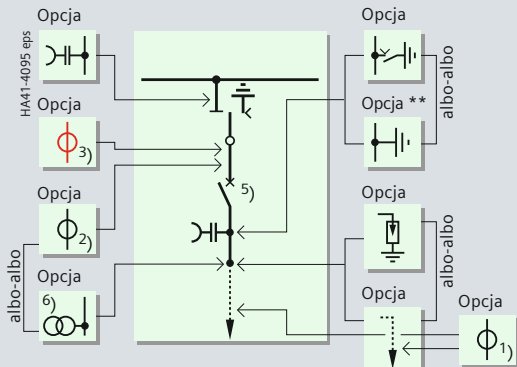 Opcja
HA41-4095 eps
Opcja
3)
Opcja
2)
albo-albo
Opcja
6)
5)
Opcja
Opcja **
albo-albo
Opcja
albo-albo
Opcja
Opcja
1)